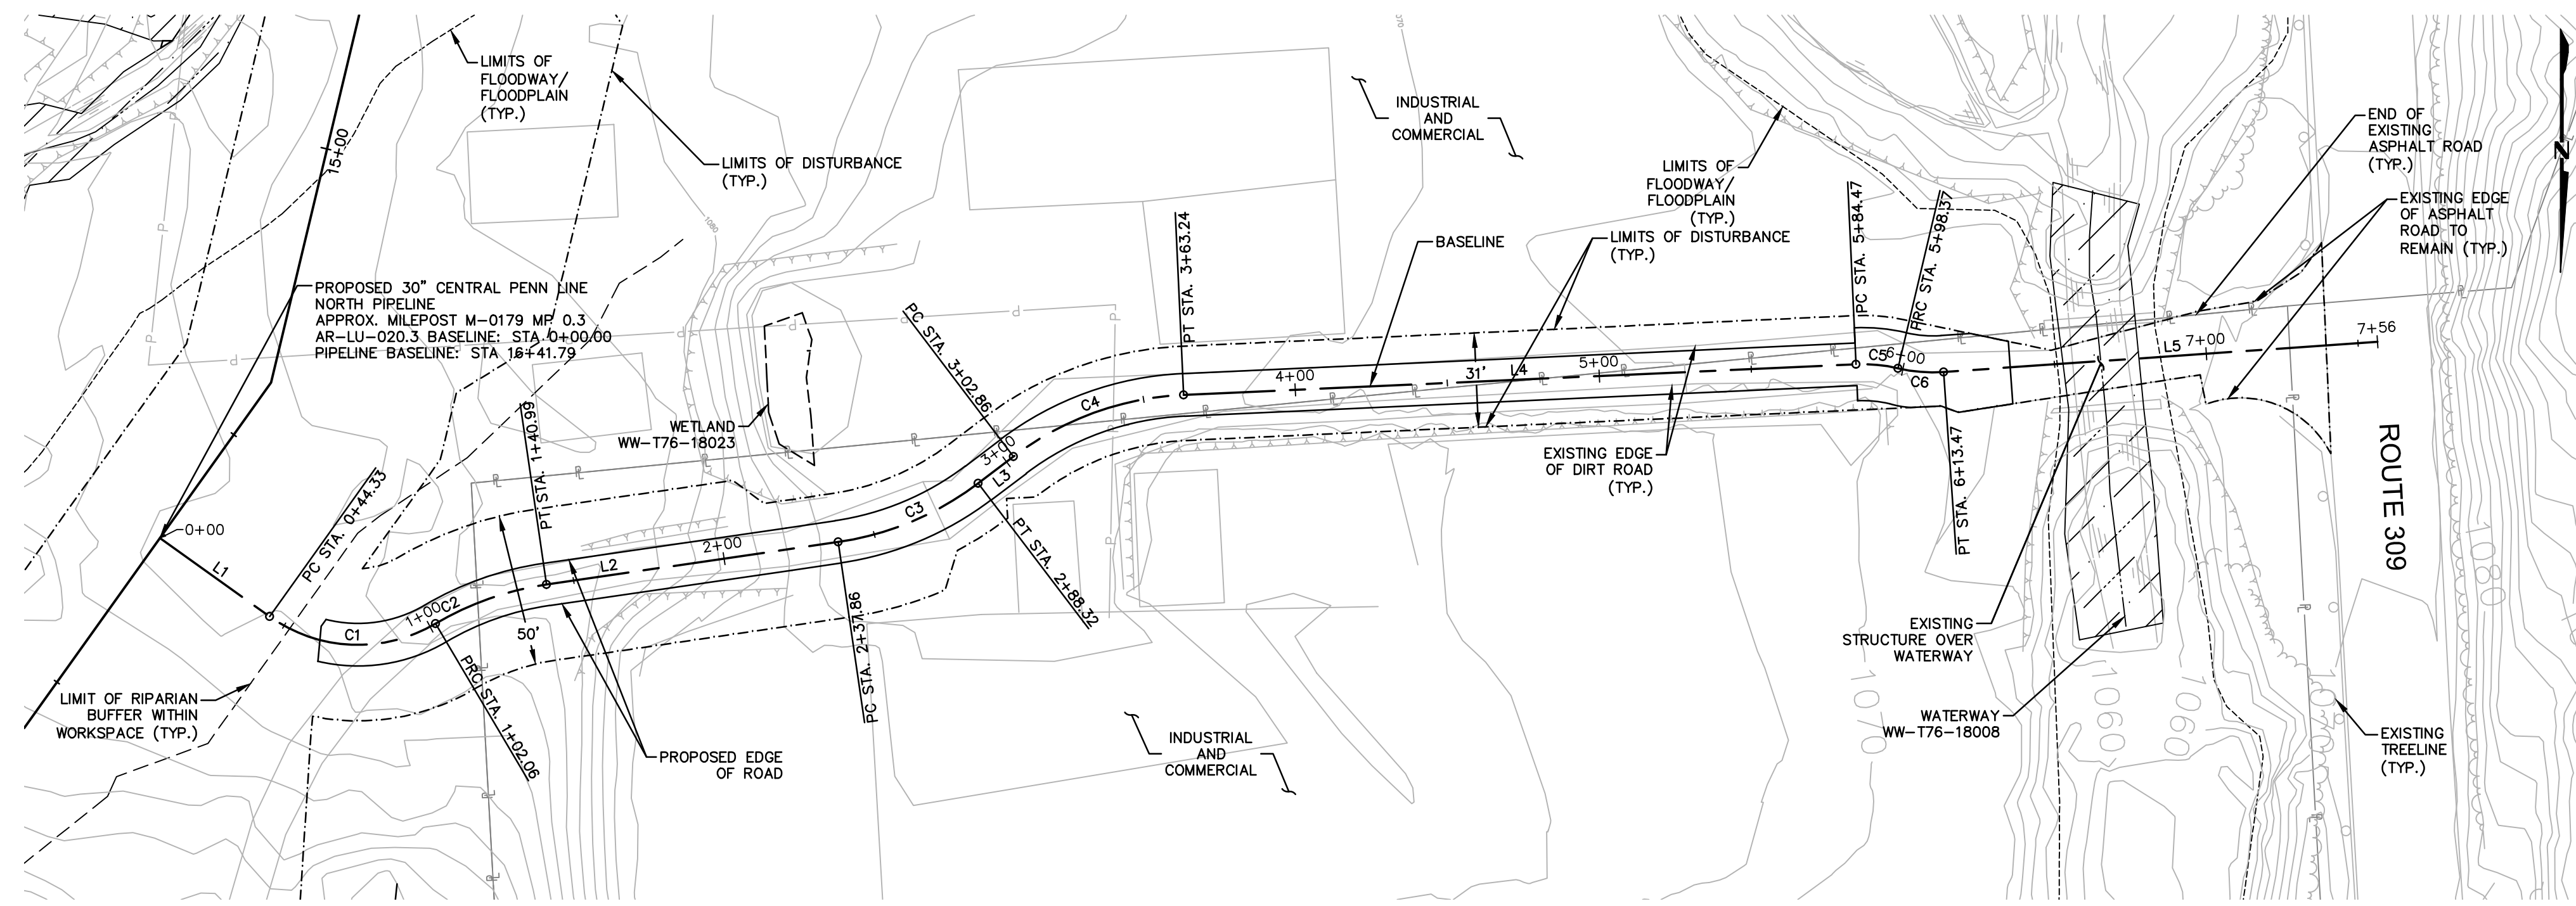 LIMITS OF
FLOODWAY/
FLOODPLAIN
(TYP.)
15+00
LIMITS OF DISTURBANCE
(TYP.)
1080
1070
INDUSTRIAL
AND
COMMERCIAL
LIMITS OF
FLOODWAY/
FLOODPLAIN
(TYP.)
LIMITS OF DISTURBANCE
(TYP.)
BASELINE
END OF
EXISTING
ASPHALT ROAD
(TYP.)
EXISTING EDGE
OF ASPHALT
ROAD TO
REMAIN (TYP.)
N
PROPOSED 30" CENTRAL PENN LINE
NORTH PIPELINE
APPROX. MILEPOST M-0179 MP. 0.3
AR-LU-020.3 BASELINE: STA. 0+00.00
PIPELINE BASELINE: STA 16+41.79
WETLAND
WW-T76-18023
0+00
L1
PC STA. 0+44.33
C1
1+00
C2
PRC STA. 1+02.06
PT STA. 1+40.99
L2
50'
2+00
PC STA. 2+37.86
C3
PT STA. 2+88.32
L3
3+00
PC STA. 3+02.86
C4
PT STA. 3+63.24
4+00
31'
L4
5+00
PC STA. 5+84.47
C5
PRC STA. 5+98.37
6+00
C6
PT STA. 6+13.47
L5
7+00
7+56
EXISTING EDGE
OF DIRT ROAD
(TYP.)
ROUTE 309
LIMIT OF RIPARIAN
BUFFER WITHIN
WORKSPACE (TYP.)
PROPOSED EDGE
OF ROAD
INDUSTRIAL
AND
COMMERCIAL
EXISTING
STRUCTURE OVER
WATERWAY
WATERWAY
WW-T76-18008
EXISTING
TREELINE
(TYP.)
1070
1060
1060
1070
1080